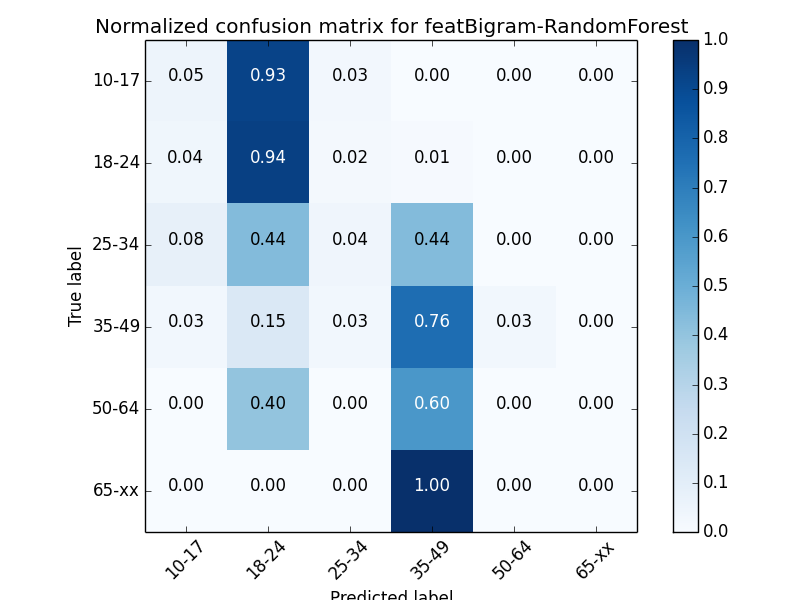 Normalized confusion matrix for featBigram-RandomForest
True label
10-17 0.05 0.93 0.03 0.00 0.00 0.00
18-24 0.04 0.94 0.02 0.01 0.00 0.00
25-34 0.08 0.44 0.04 0.44 0.00 0.00
35-49 0.03 0.15 0.03 0.76 0.03 0.00
50-64 0.00 0.40 0.00 0.60 0.00 0.00
65-xx 0.00 0.00 0.00 1.00 0.00 0.00
10-17 18-24 25-34 35-49 50-64 65-xx
Predicted label
1.0
0.9
0.8
0.7
0.6
0.5
0.4
0.3
0.2
0.1
0.0